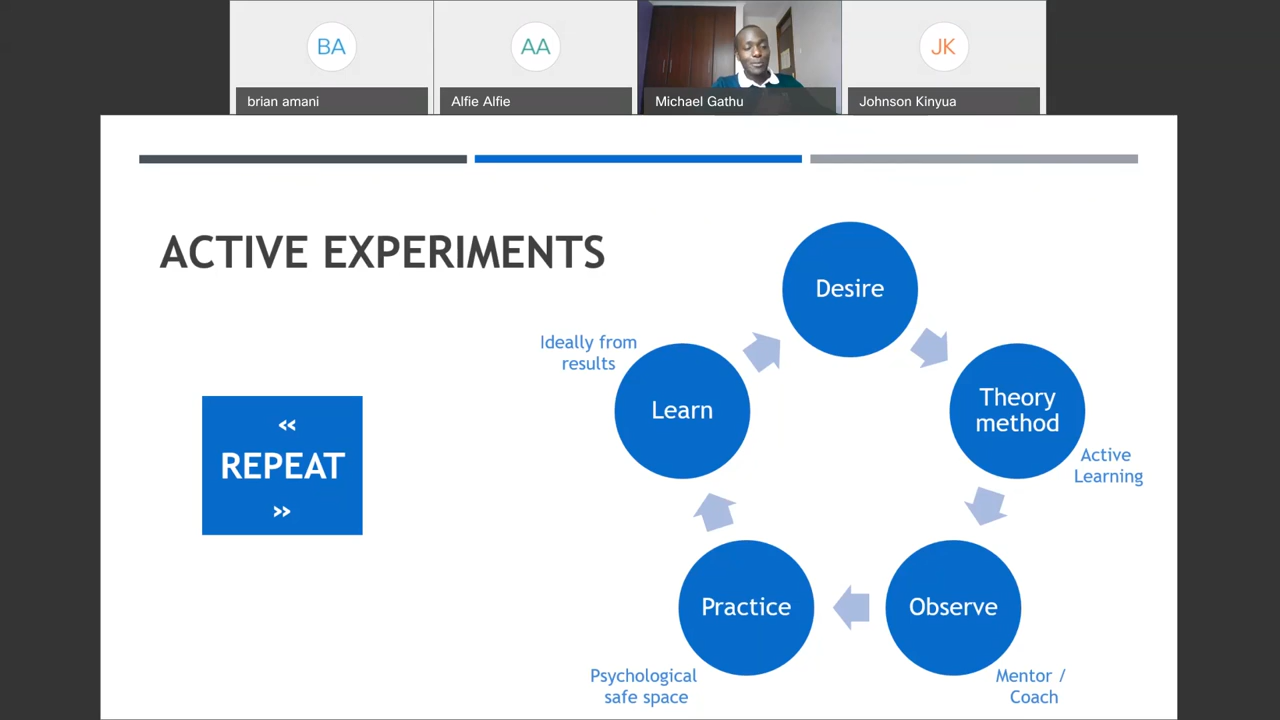 BA
AA
JK
brian amani
Alfie Alfie
Michael Gathu
Johnson Kinyua
ACTIVE EXPERIMENTS
«
REPEAT
»
Desire
Theory
method
Active
Learning
Observe
Mentor /
Coach
Practice
Psychological
safe space
Learn
Ideally from
results